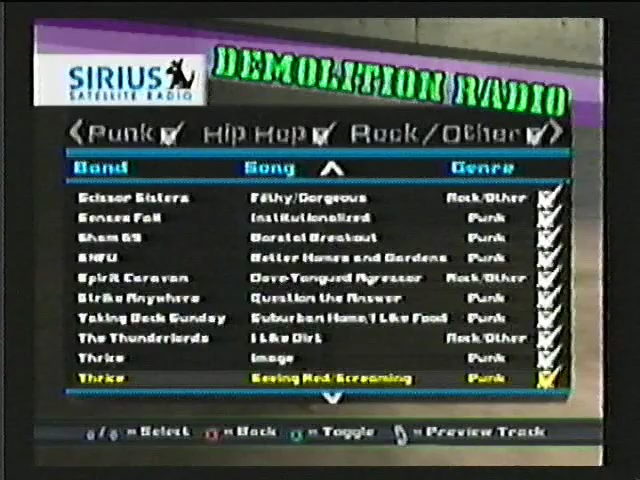 SIRIUS
SATELLITE RADIO
DEMOLITION RADIO
Punk Hip Hop Rock/Other
Band Song Genre
Scissor Sisters Filthy/Gorgeous Rock/Other
Senses Fail Institutionalized Punk
Sham 69 Borstal Breakout Punk
SNFU Better Homes and Gardens Punk
Spirit Caravan Dove-Tongued Agressor Rock/Other
Strike Anywhere Question the Answer Punk
Taking Back Sunday Suburban Home/I Like Food Punk
The Thunderlords I Like Dirt Rock/Other
Thrice Image Punk
Thrice Seeing Red/Screaming Punk
= Select = Back = Toggle = Preview Track